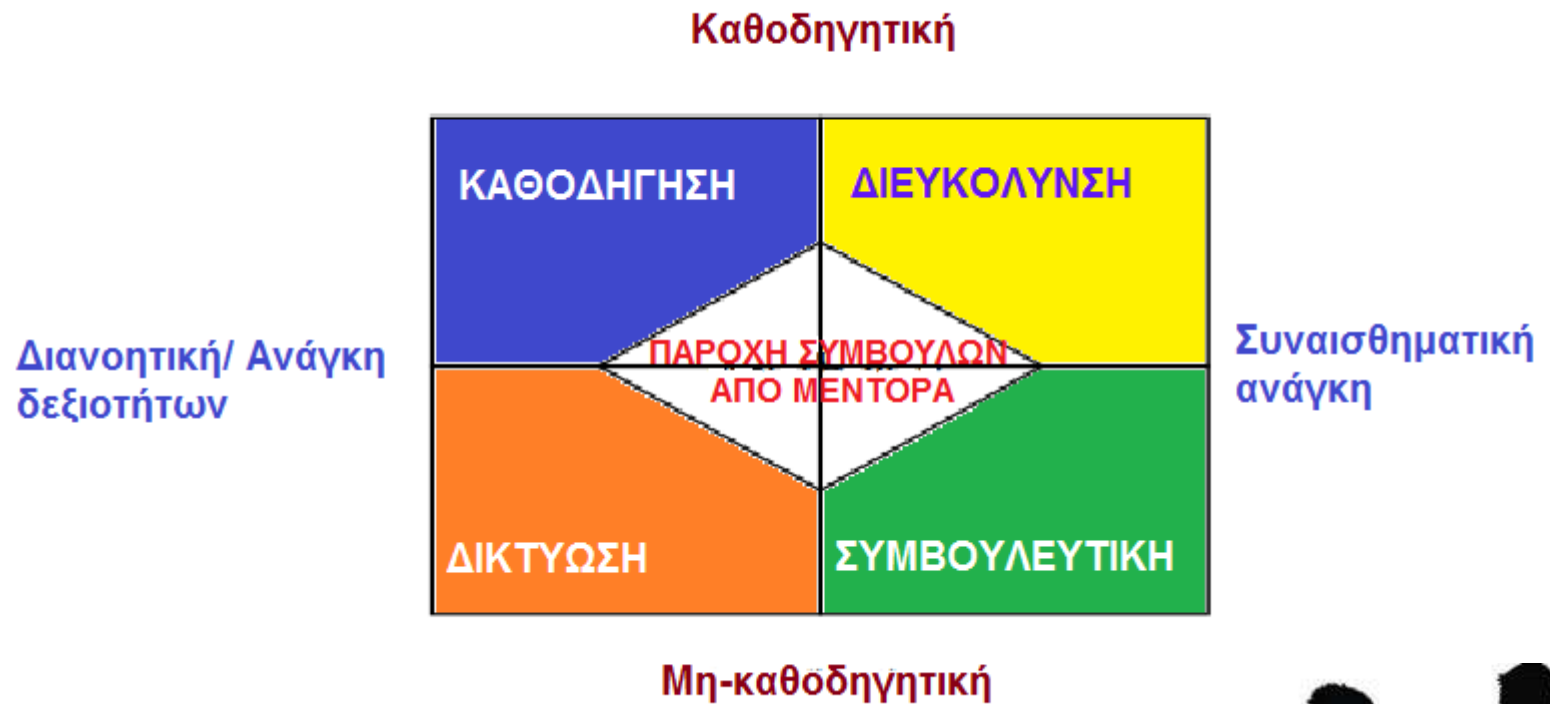 Καθοδηγητική
ΚΑΘΟΔΗΓΗΣΗ
ΔΙΕΥΚΟΛΥΝΣΗ
Διανοητική/ Ανάγκη
δεξιοτήτων
ΠΑΡΟΧΗ ΣΥΜΒΟΥΛΩΝ
ΑΠΟ ΜΕΝΤΟΡΑ
Συναισθηματική
ανάγκη
ΔΙΚΤΥΩΣΗ
ΣΥΜΒΟΥΛΕΥΤΙΚΗ
Μη-καθοδηγητική